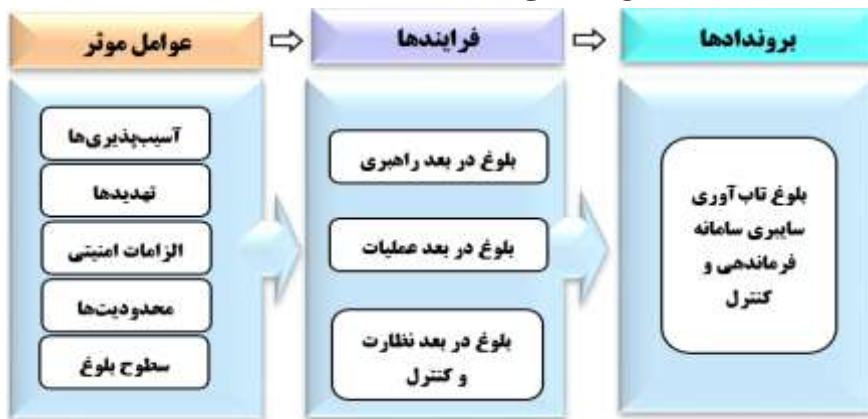 عوامل موثر
فرایندها
برونددادها
آسیب‌پذیری‌ها
تهدیدها
الزامات امنیتی
محدودیت‌ها
سطوح بلوغ
بلوغ در بعد راهبری
بلوغ در بعد عملیات
بلوغ در بعد نظارت
و کنترل
بلوغ تاب‌آوری
سایبری سامانه
فرماندهی و
کنترل